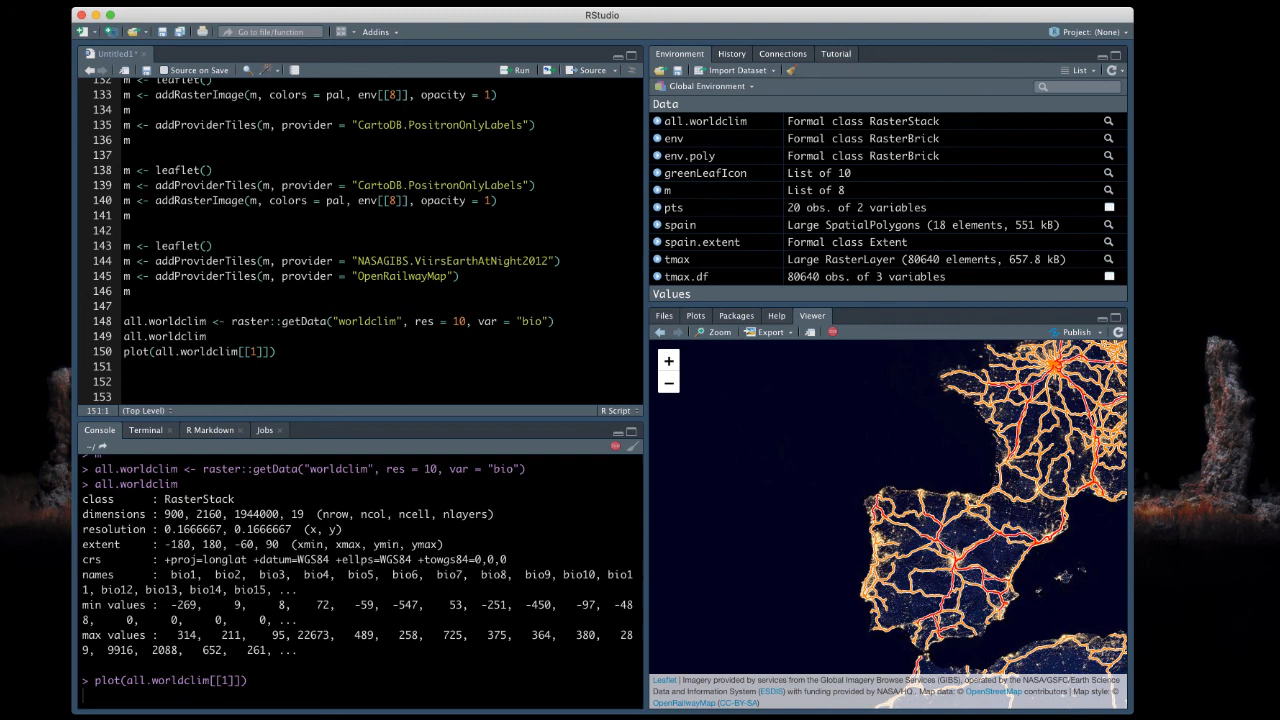 RStudio
Go to file/function
Addins
Project: (None)
Untitled1*
Source on Save
Run
Source
132 m <- leaflet()
133 m <- addRasterImage(m, colors = pal, env[[8]], opacity = 1)
134 m
135 m <- addProviderTiles(m, provider = "CartoDB.PositronOnlyLabels")
136 m
137
138 m <- leaflet()
139 m <- addProviderTiles(m, provider = "CartoDB.PositronOnlyLabels")
140 m <- addRasterImage(m, colors = pal, env[[8]], opacity = 1)
141 m
142
143 m <- leaflet()
144 m <- addProviderTiles(m, provider = "NASAGIBS.ViirsEarthAtNight2012")
145 m <- addProviderTiles(m, provider = "OpenRailwayMap")
146 m
147
148 all.worldclim <- raster::getData("worldclim", res = 10, var = "bio")
149 all.worldclim
150 plot(all.worldclim[[1]])
151
152
153
151:1 (Top Level) R Script
Console Terminal R Markdown Jobs
~/
> m
> all.worldclim <- raster::getData("worldclim", res = 10, var = "bio")
> all.worldclim
class : RasterStack
dimensions : 900, 2160, 1944000, 19 (nrow, ncol, ncell, nlayers)
resolution : 0.1666667, 0.1666667 (x, y)
extent : -180, 180, -60, 90 (xmin, xmax, ymin, ymax)
crs : +proj=longlat +datum=WGS84 +ellps=WGS84 +towgs84=0,0,0
names : bio1, bio2, bio3, bio4, bio5, bio6, bio7, bio8, bio9, bio10, bio1
1, bio12, bio13, bio14, bio15, ...
min values : -269, 9, 8, 72, -59, -547, 53, -251, -450, -97, -48
8, 0, 0, 0, 0, ...
max values : 314, 211, 95, 22673, 489, 258, 725, 375, 364, 380, 28
9, 9916, 2088, 652, 261, ...
> plot(all.worldclim[[1]])
Environment History Connections Tutorial
Import Dataset List
Global Environment
Data
all.worldclim Formal class RasterStack
env Formal class RasterBrick
env.poly Formal class RasterBrick
greenLeafIcon List of 10
m List of 8
pts 20 obs. of 2 variables
spain Large SpatialPolygons (18 elements, 551 kB)
spain.extent Formal class Extent
tmax Large RasterLayer (80640 elements, 657.8 kB)
tmax.df 80640 obs. of 3 variables
Values
Files Plots Packages Help Viewer
Zoom Export Publish
+
−
Leaflet | Imagery provided by services from the Global Imagery Browse Services (GIBS), operated by the NASA/GSFC/Earth Science
Data and Information System (ESDIS) with funding provided by NASA/HQ., Map data: © OpenStreetMap contributors | Map style: ©
OpenRailwayMap (CC-BY-SA)